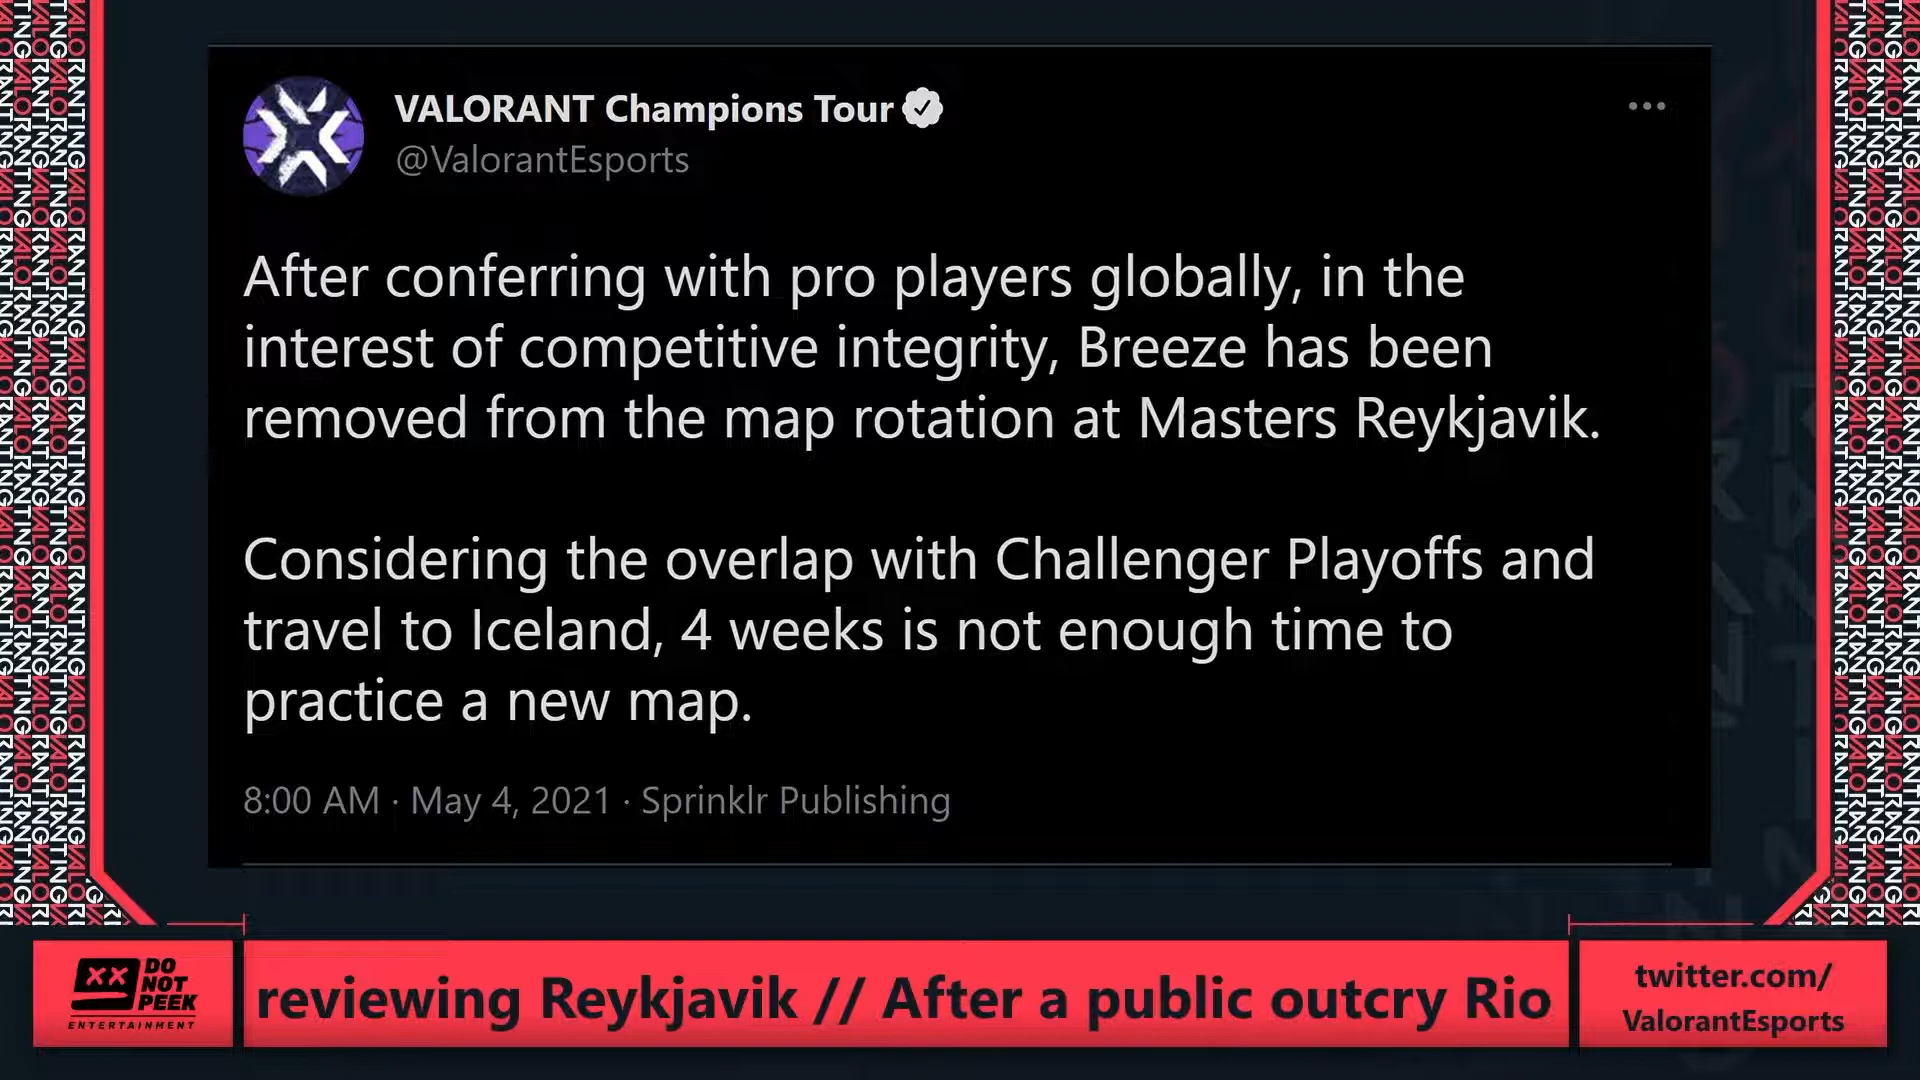 VALORANT Champions Tour
@ValorantEsports
After conferring with pro players globally, in the
interest of competitive integrity, Breeze has been
removed from the map rotation at Masters Reykjavik.
Considering the overlap with Challenger Playoffs and
travel to Iceland, 4 weeks is not enough time to
practice a new map.
8:00 AM · May 4, 2021 · Sprinklr Publishing
DO
NOT
PEEK
ENTERTAINMENT
reviewing Reykjavik // After a public outcry Rio
twitter.com/
ValorantEsports
VALORANTING